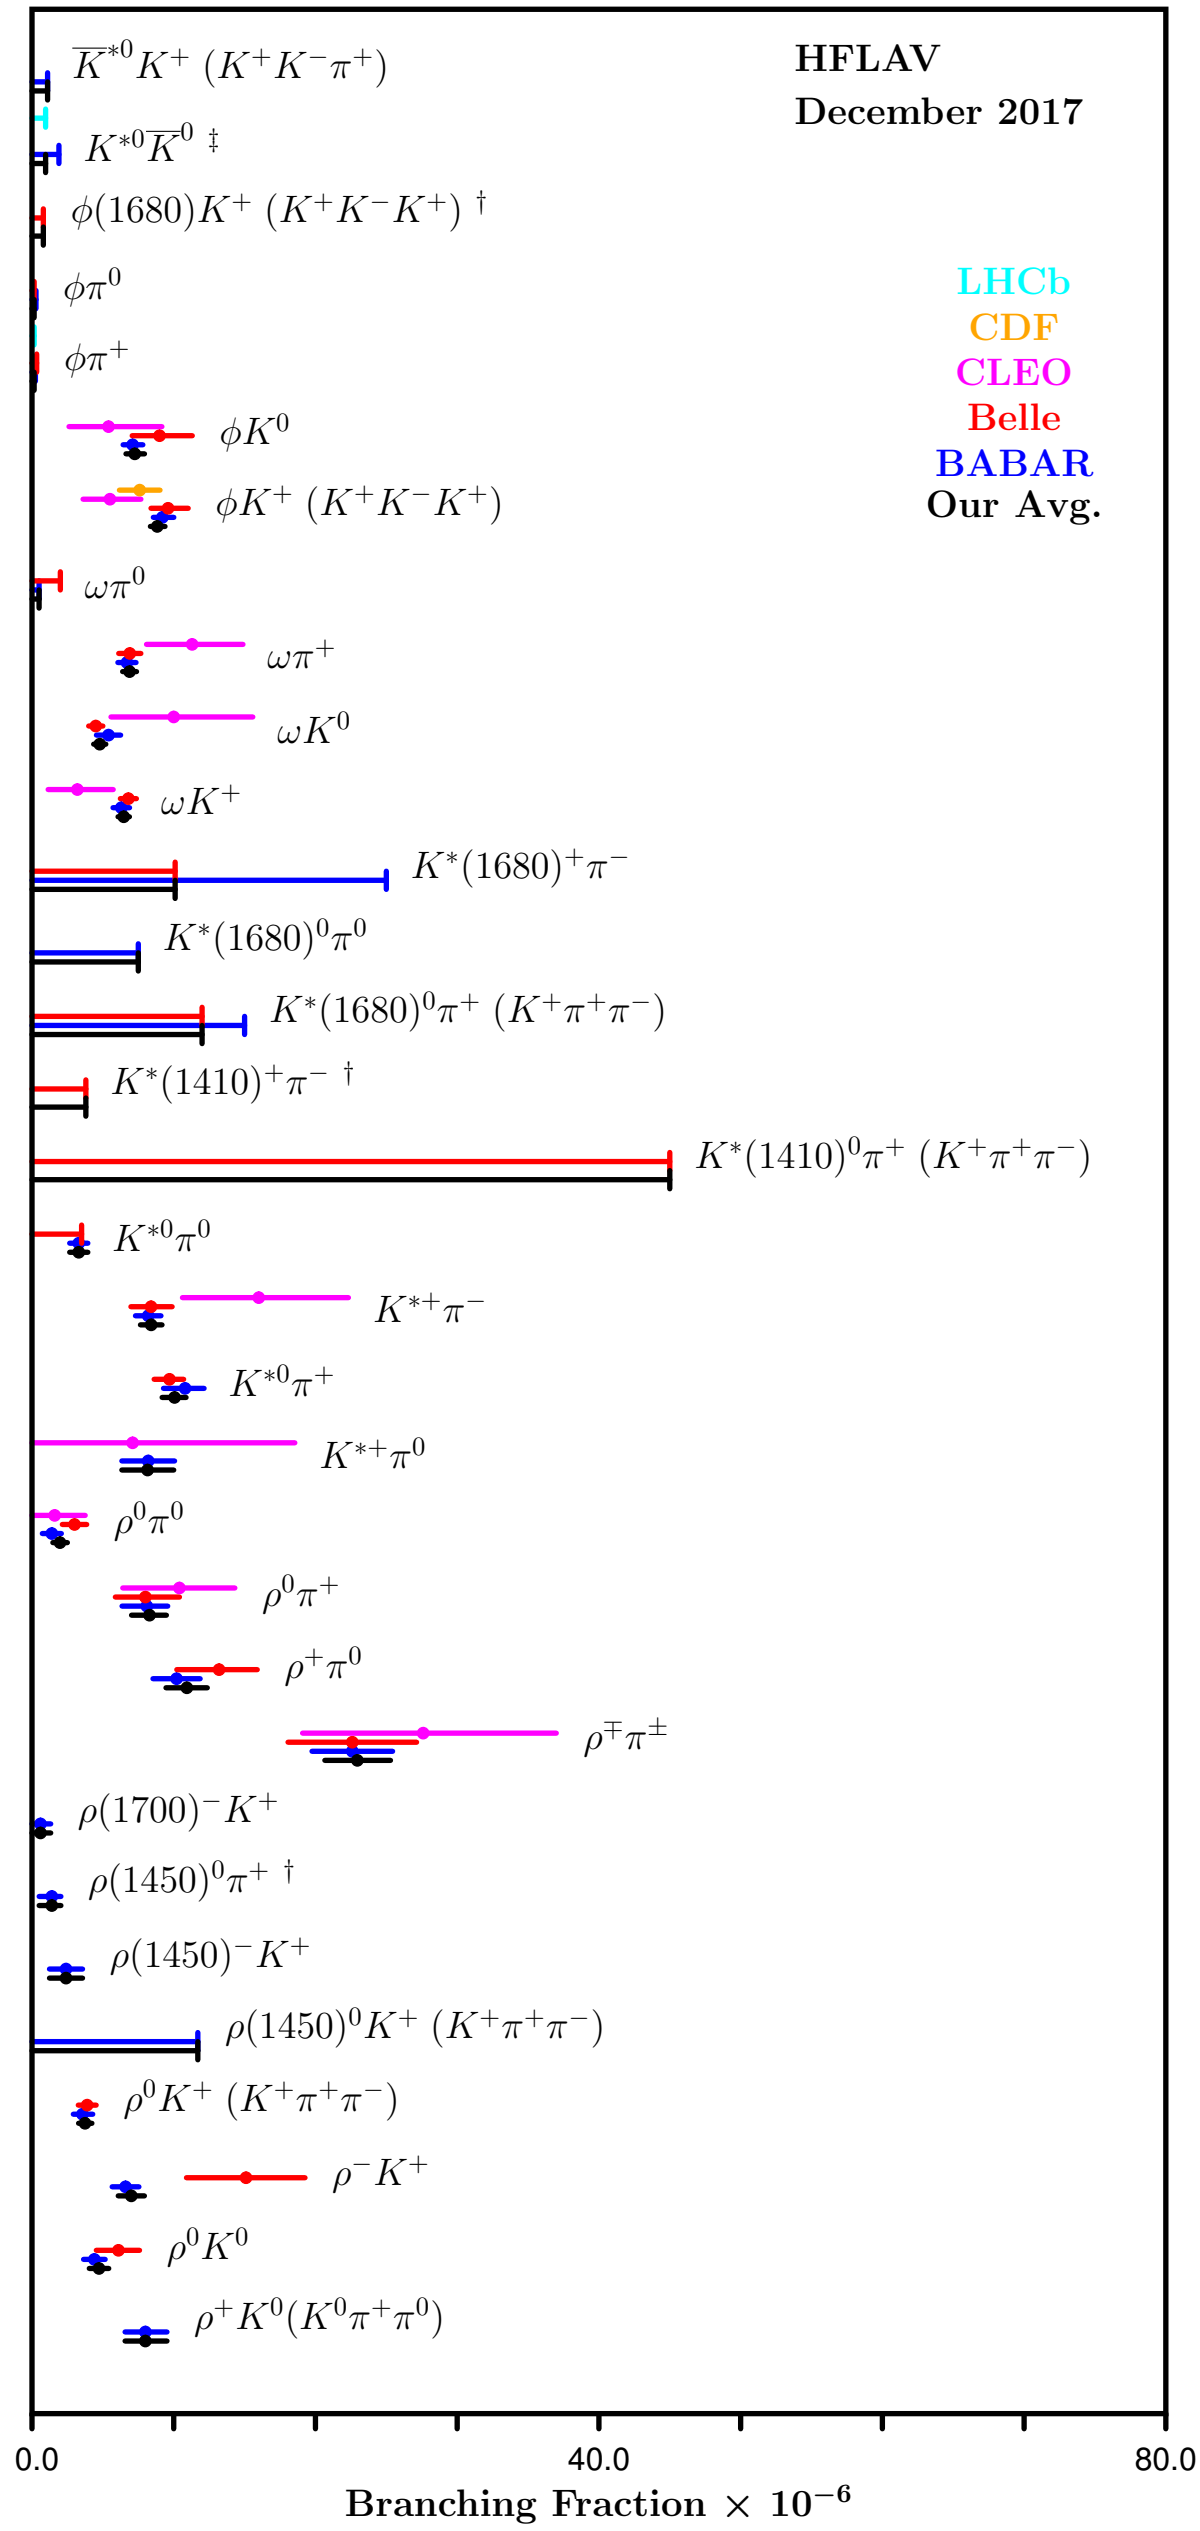 K̅*⁰K⁺ (K⁺K⁻π⁺)
HFLAV
December 2017
K*⁰K̅⁰ ‡
ϕ(1680)K⁺ (K⁺K⁻K⁺) †
ϕπ⁰
LHCb
CDF
ϕπ⁺
CLEO
Belle
ϕK⁰
BABAR
ϕK⁺ (K⁺K⁻K⁺)
Our Avg.
ωπ⁰
ωπ⁺
ωK⁰
ωK⁺
K*(1680)⁺π⁻
K*(1680)⁰π⁰
K*(1680)⁰π⁺ (K⁺π⁺π⁻)
K*(1410)⁺π⁻ †
K*(1410)⁰π⁺ (K⁺π⁺π⁻)
K*⁰π⁰
K*⁺π⁻
K*⁰π⁺
K*⁺π⁰
ρ⁰π⁰
ρ⁰π⁺
ρ⁺π⁰
ρ∓π±
ρ(1700)⁻K⁺
ρ(1450)⁰π⁺ †
ρ(1450)⁻K⁺
ρ(1450)⁰K⁺ (K⁺π⁺π⁻)
ρ⁰K⁺ (K⁺π⁺π⁻)
ρ⁻K⁺
ρ⁰K⁰
ρ⁺K⁰(K⁰π⁺π⁰)
0.0 40.0 80.0
Branching Fraction × 10⁻⁶